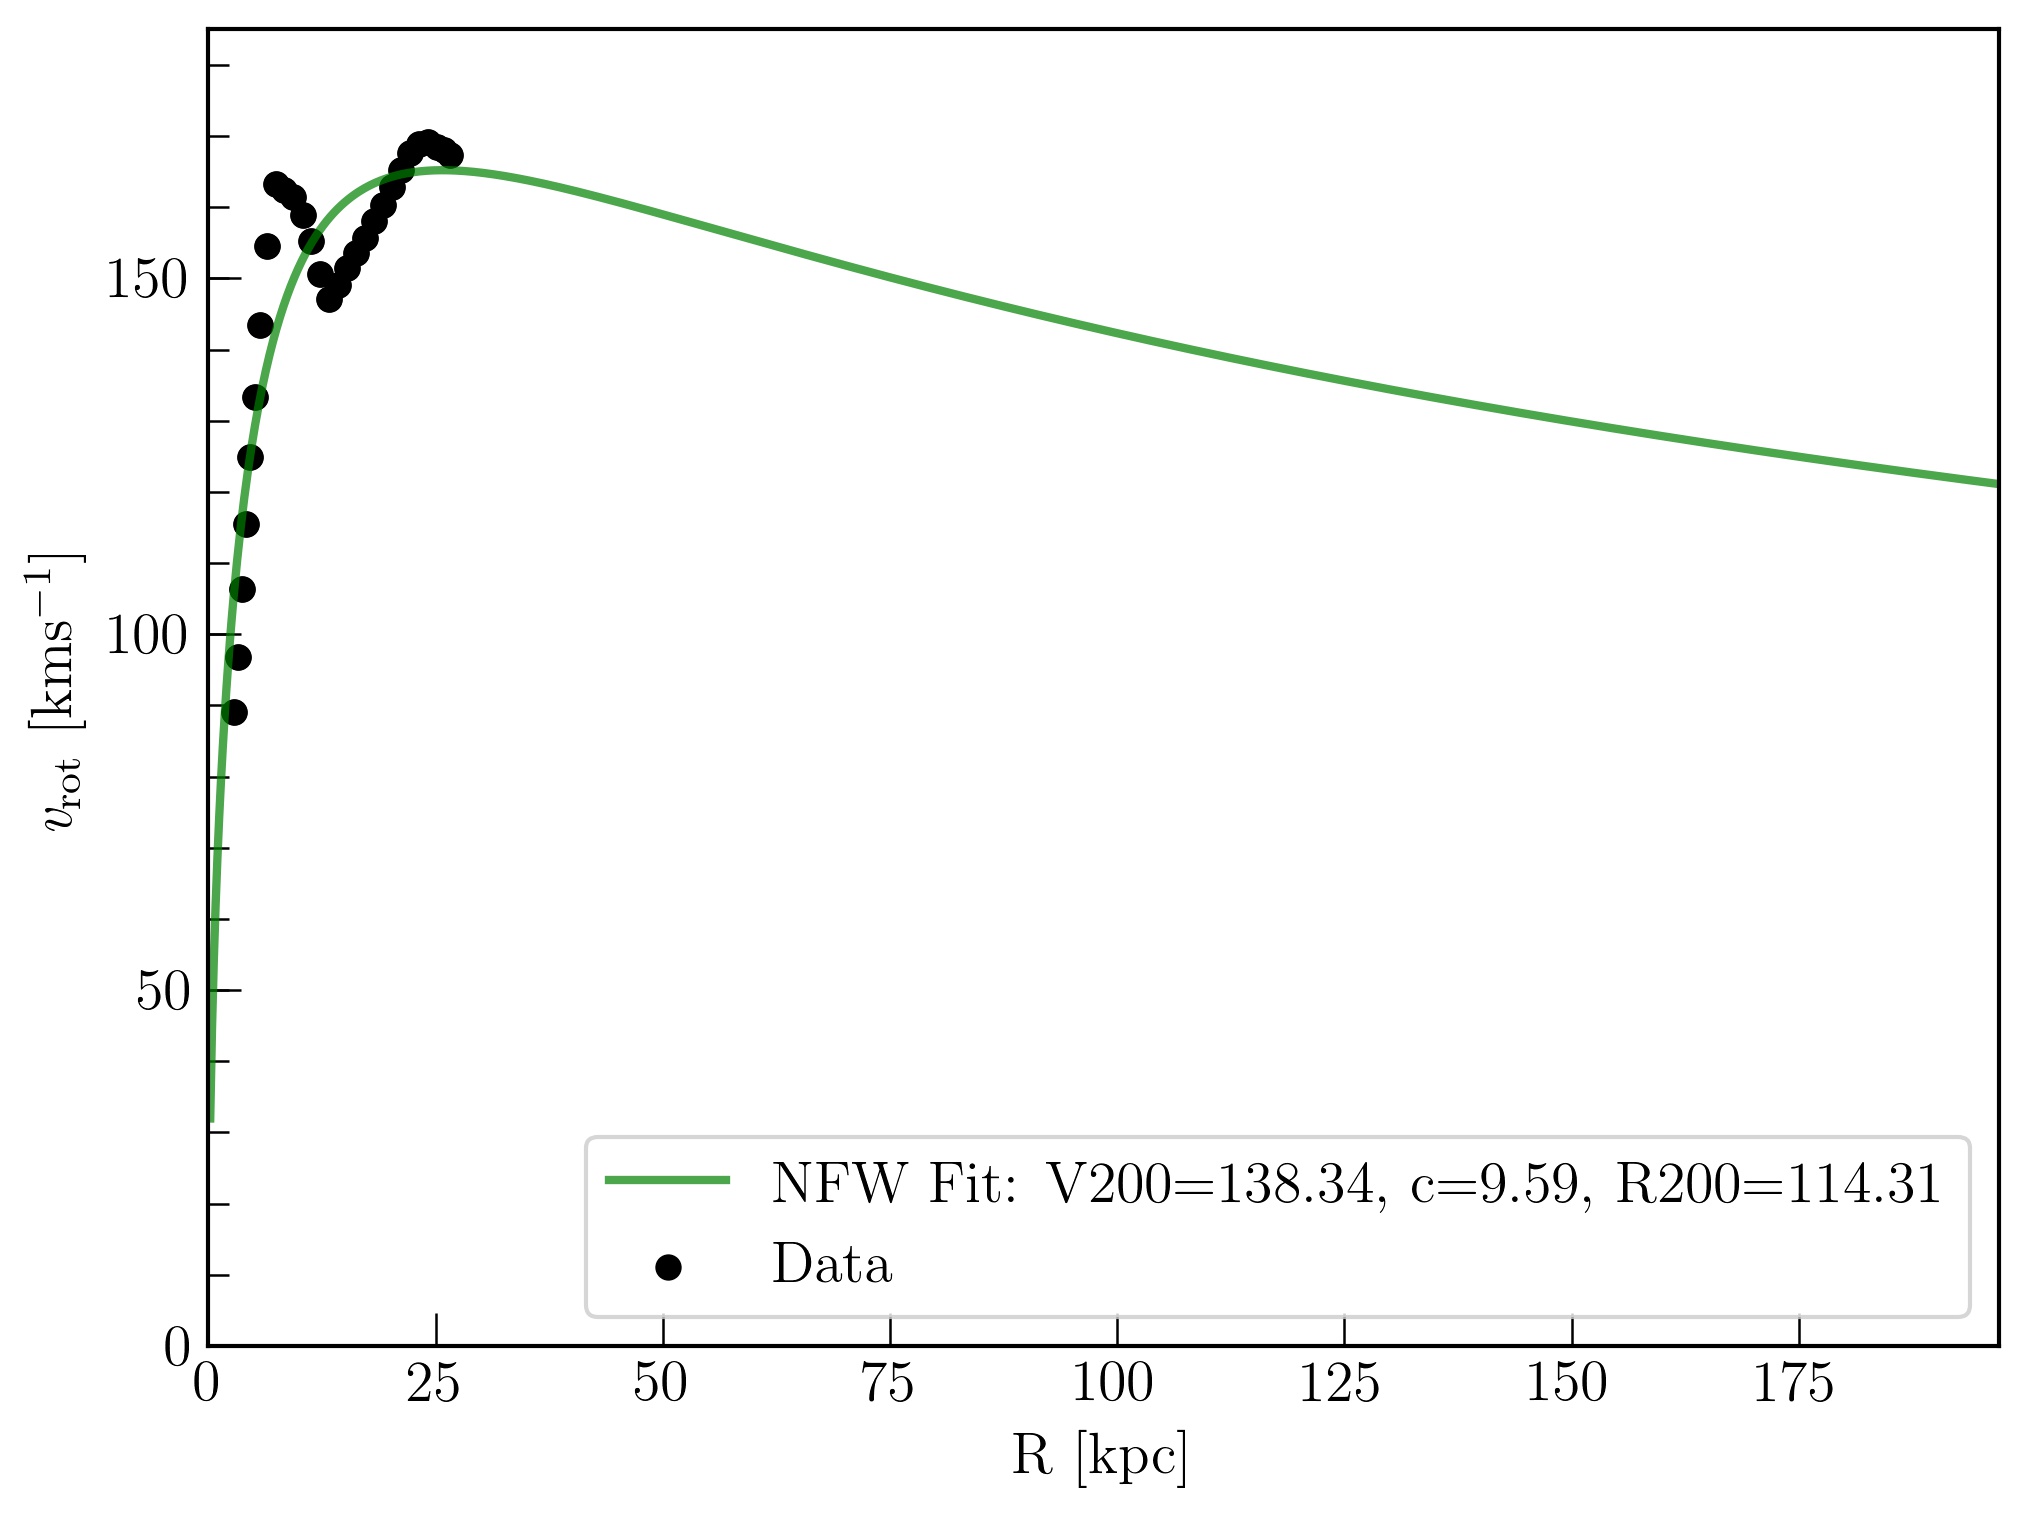 150
100
50
0
v_rot [kms^−1]
NFW Fit: V200=138.34, c=9.59, R200=114.31
Data
0 25 50 75 100 125 150 175
R [kpc]